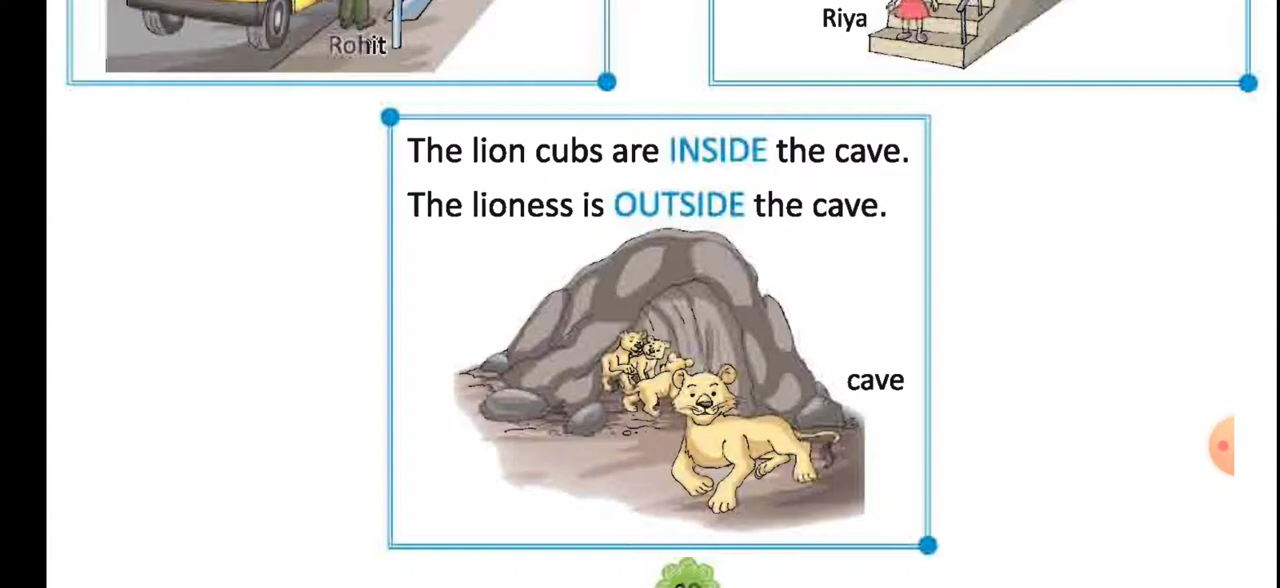 Rohit
Riya
The lion cubs are INSIDE the cave.
The lioness is OUTSIDE the cave.
cave